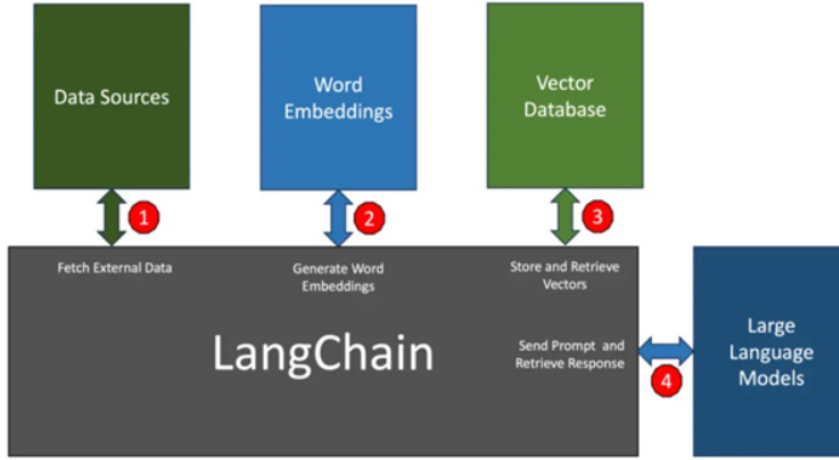 Data Sources
Word
Embeddings
Vector
Database
1
2
3
Fetch External Data
Generate Word
Embeddings
Store and Retrieve
Vectors
LangChain
Send Prompt and
Retrieve Response
4
Large
Language
Models